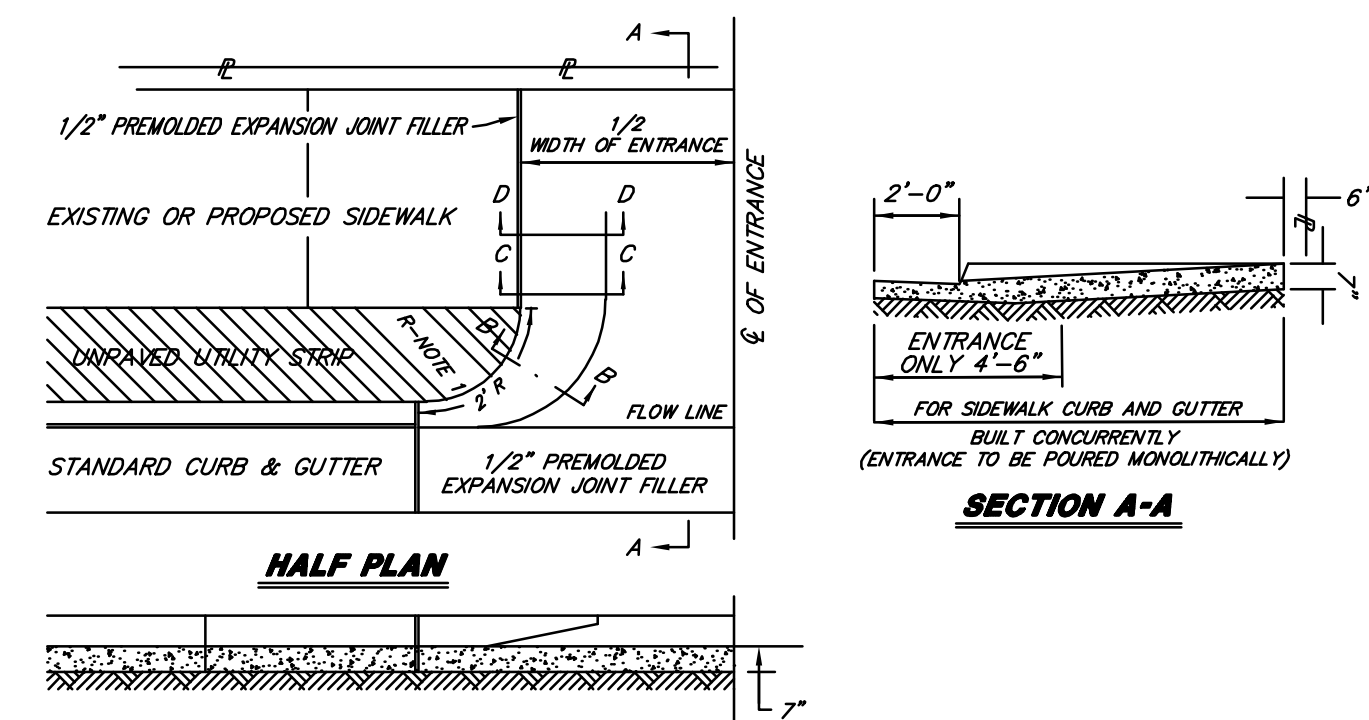 A
PL PL
1/2" PREMOLDED EXPANSION JOINT FILLER
1/2
WIDTH OF ENTRANCE
D D
EXISTING OR PROPOSED SIDEWALK
C C
CL OF ENTRANCE
UNPAVED UTILITY STRIP
R-NOTE 1
B
2' R
B
FLOW LINE
STANDARD CURB & GUTTER
1/2" PREMOLDED
EXPANSION JOINT FILLER
A
HALF PLAN
7"
2'-0"
6"
PL
7"
ENTRANCE
ONLY 4'-6"
FOR SIDEWALK CURB AND GUTTER
BUILT CONCURRENTLY
(ENTRANCE TO BE POURED MONOLITHICALLY)
SECTION A-A